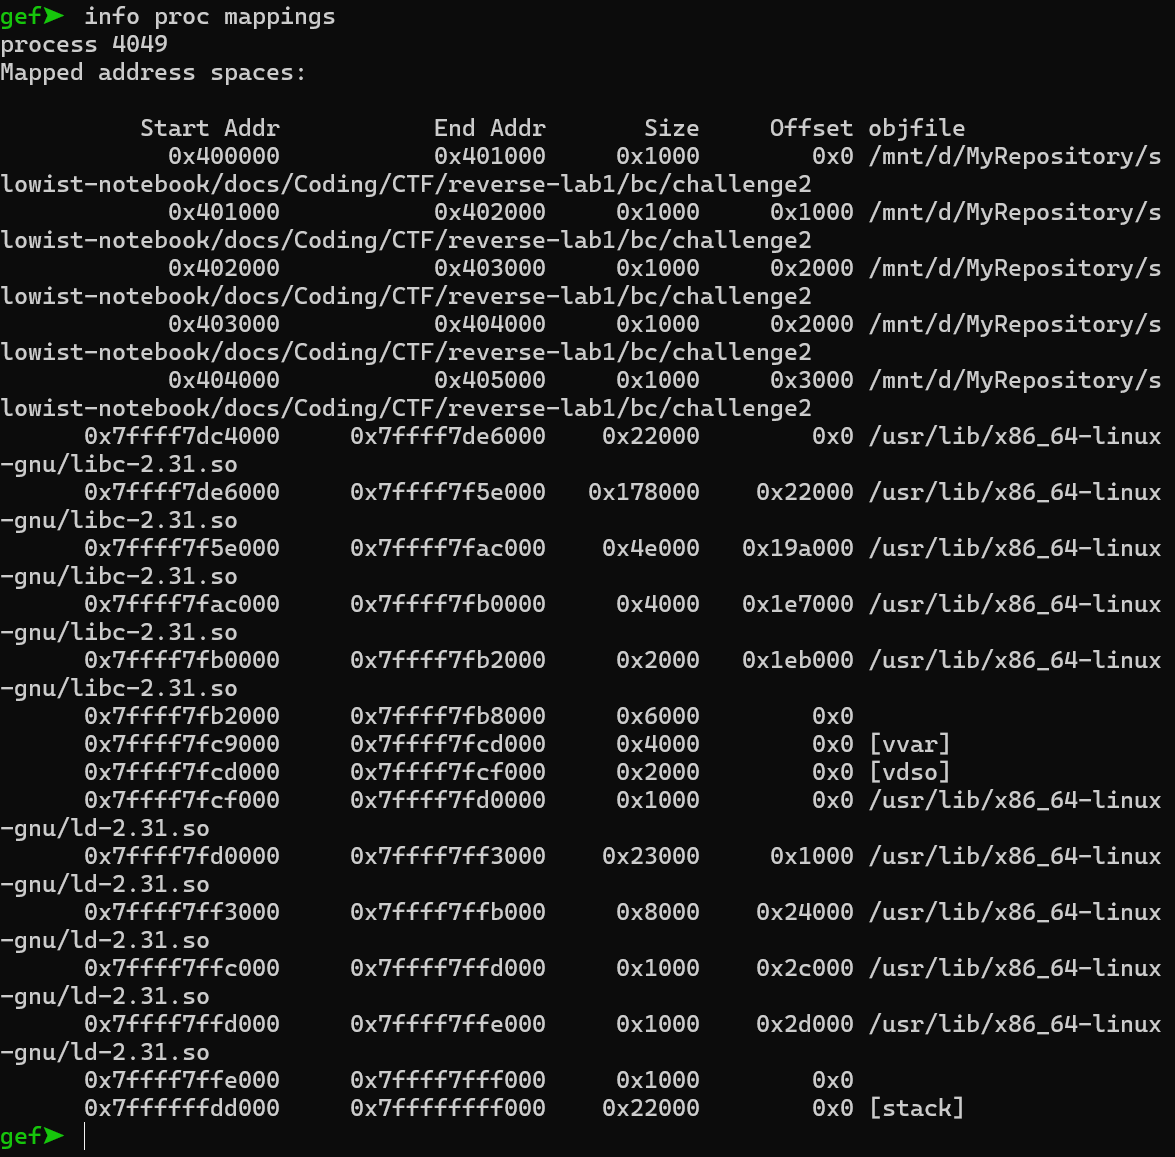 gef➤  info proc mappings
process 4049
Mapped address spaces:
          Start Addr           End Addr       Size     Offset objfile
            0x400000           0x401000     0x1000        0x0 /mnt/d/MyRepository/s
lowist-notebook/docs/Coding/CTF/reverse-lab1/bc/challenge2
            0x401000           0x402000     0x1000     0x1000 /mnt/d/MyRepository/s
lowist-notebook/docs/Coding/CTF/reverse-lab1/bc/challenge2
            0x402000           0x403000     0x1000     0x2000 /mnt/d/MyRepository/s
lowist-notebook/docs/Coding/CTF/reverse-lab1/bc/challenge2
            0x403000           0x404000     0x1000     0x2000 /mnt/d/MyRepository/s
lowist-notebook/docs/Coding/CTF/reverse-lab1/bc/challenge2
            0x404000           0x405000     0x1000     0x3000 /mnt/d/MyRepository/s
lowist-notebook/docs/Coding/CTF/reverse-lab1/bc/challenge2
      0x7ffff7dc4000     0x7ffff7de6000    0x22000        0x0 /usr/lib/x86_64-linux
-gnu/libc-2.31.so
      0x7ffff7de6000     0x7ffff7f5e000   0x178000    0x22000 /usr/lib/x86_64-linux
-gnu/libc-2.31.so
      0x7ffff7f5e000     0x7ffff7fac000    0x4e000   0x19a000 /usr/lib/x86_64-linux
-gnu/libc-2.31.so
      0x7ffff7fac000     0x7ffff7fb0000     0x4000   0x1e7000 /usr/lib/x86_64-linux
-gnu/libc-2.31.so
      0x7ffff7fb0000     0x7ffff7fb2000     0x2000   0x1eb000 /usr/lib/x86_64-linux
-gnu/libc-2.31.so
      0x7ffff7fb2000     0x7ffff7fb8000     0x6000        0x0
      0x7ffff7fc9000     0x7ffff7fcd000     0x4000        0x0 [vvar]
      0x7ffff7fcd000     0x7ffff7fcf000     0x2000        0x0 [vdso]
      0x7ffff7fcf000     0x7ffff7fd0000     0x1000        0x0 /usr/lib/x86_64-linux
-gnu/ld-2.31.so
      0x7ffff7fd0000     0x7ffff7ff3000    0x23000     0x1000 /usr/lib/x86_64-linux
-gnu/ld-2.31.so
      0x7ffff7ff3000     0x7ffff7ffb000     0x8000    0x24000 /usr/lib/x86_64-linux
-gnu/ld-2.31.so
      0x7ffff7ffc000     0x7ffff7ffd000     0x1000    0x2c000 /usr/lib/x86_64-linux
-gnu/ld-2.31.so
      0x7ffff7ffd000     0x7ffff7ffe000     0x1000    0x2d000 /usr/lib/x86_64-linux
-gnu/ld-2.31.so
      0x7ffff7ffe000     0x7ffff7fff000     0x1000        0x0
      0x7ffffffdd000     0x7ffffffff000    0x22000        0x0 [stack]
gef➤